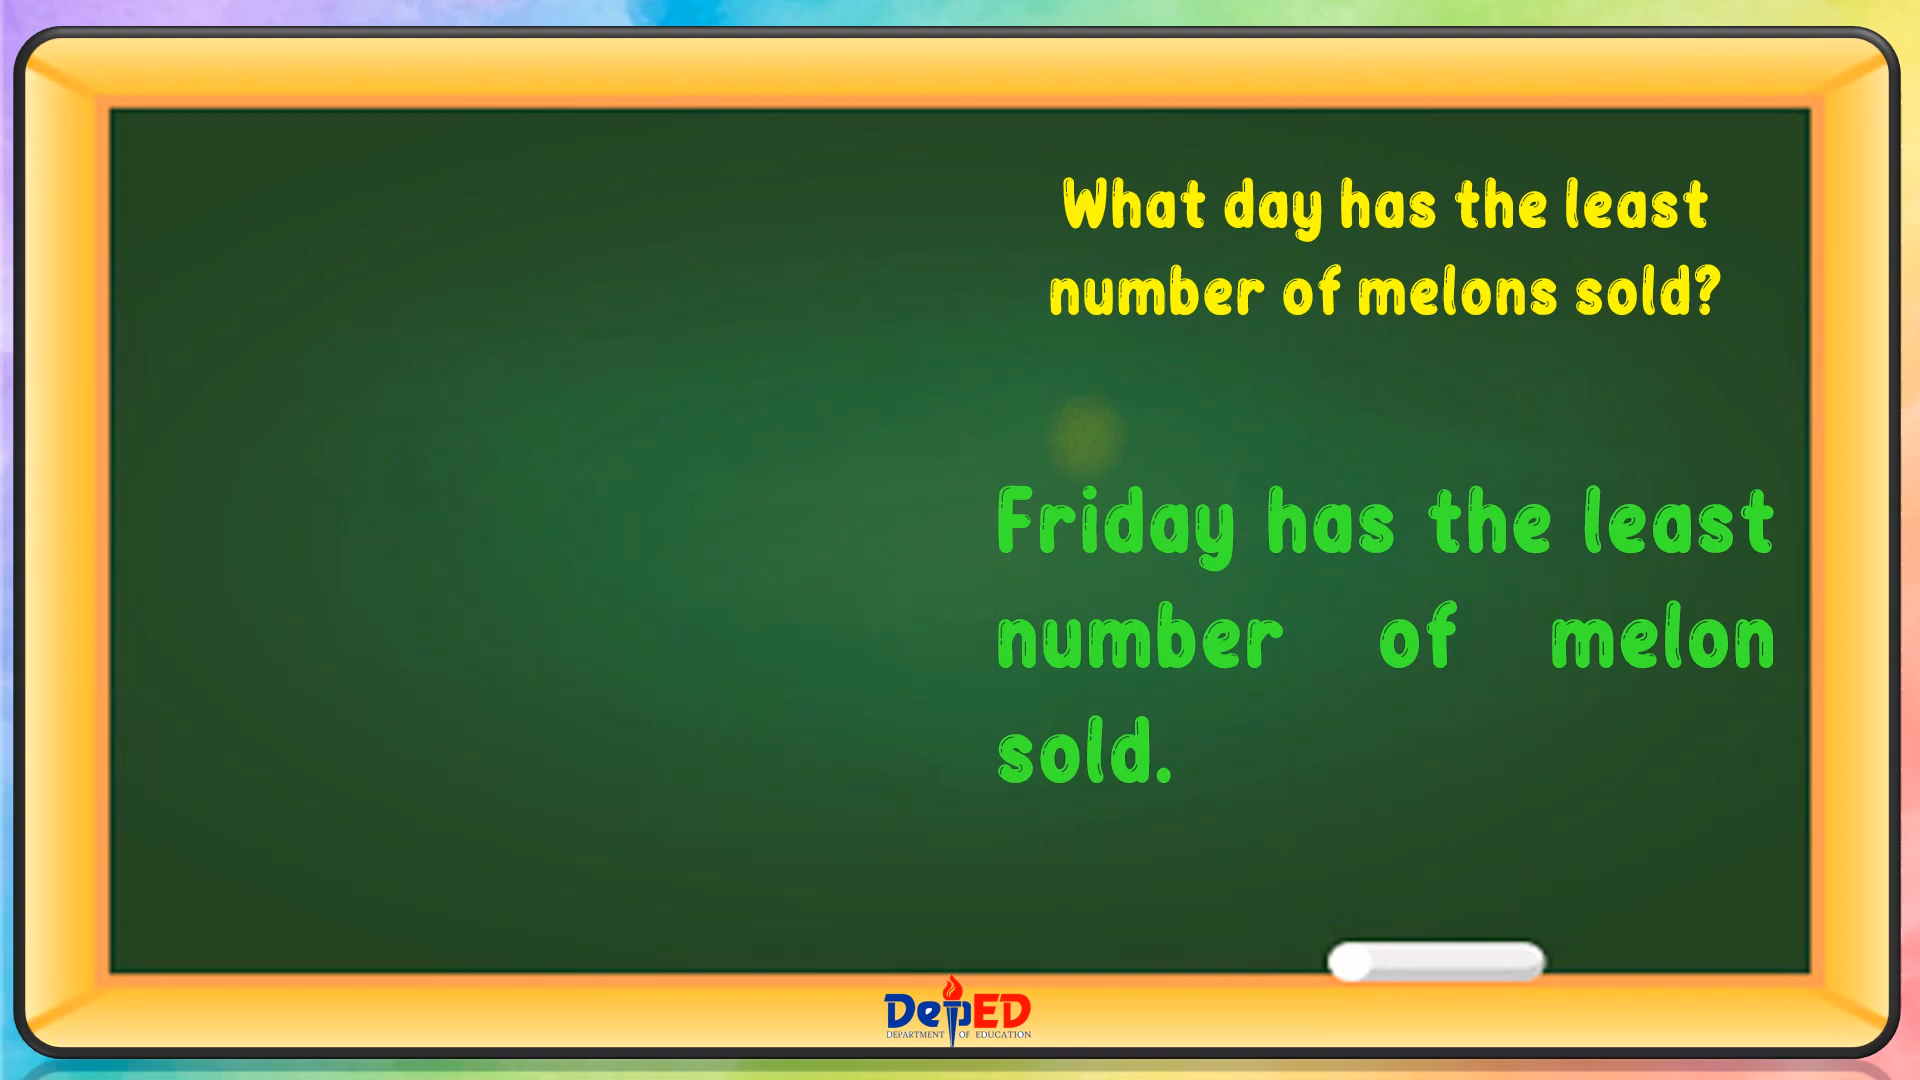 What day has the least
number of melons sold?
Friday has the least
number of melon
sold.
DepED
DEPARTMENT OF EDUCATION